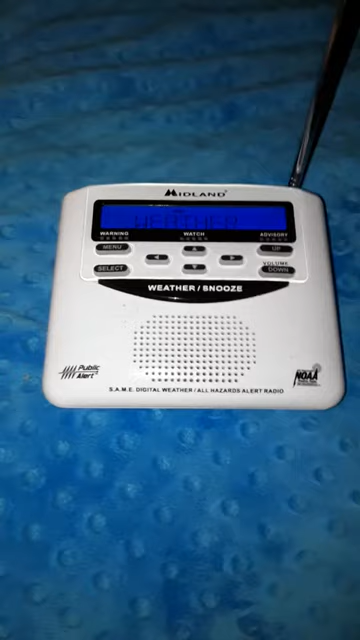 MIDLAND
WEATHER
WARNING WATCH ADVISORY
MENU UP
VOLUME
SELECT DOWN
WEATHER / SNOOZE
Public
Alert
NOAA
S.A.M.E. DIGITAL WEATHER / ALL HAZARDS ALERT RADIO